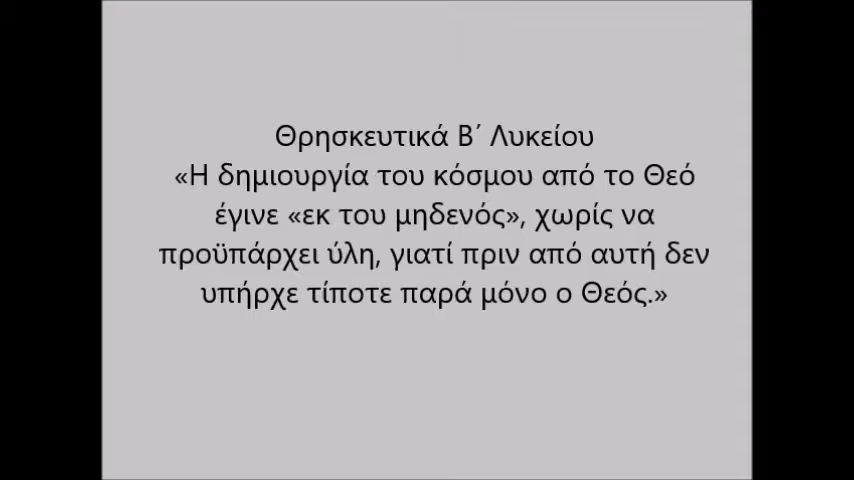 Θρησκευτικά Β΄ Λυκείου
«Η δημιουργία του κόσμου από το Θεό
έγινε «εκ του μηδενός», χωρίς να
προϋπάρχει ύλη, γιατί πριν από αυτή δεν
υπήρχε τίποτε παρά μόνο ο Θεός.»